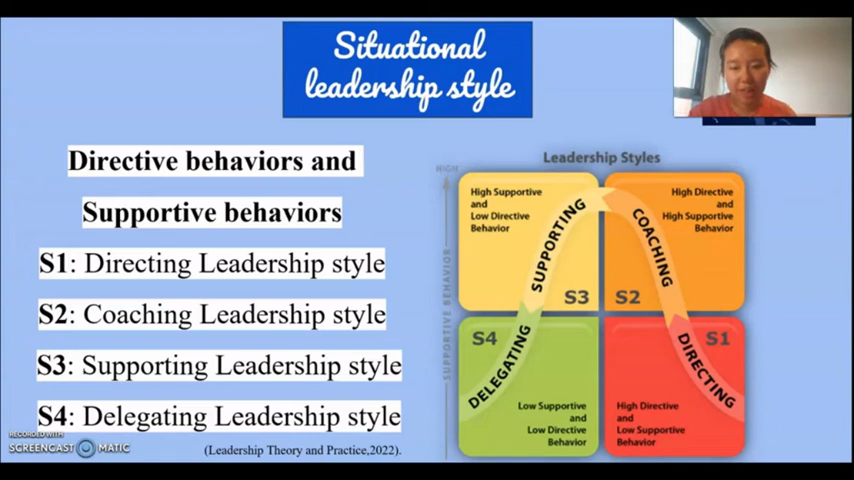 Situational
leadership style
Directive behaviors and
Supportive behaviors
S1: Directing Leadership style
S2: Coaching Leadership style
S3: Supporting Leadership style
S4: Delegating Leadership style
(Leadership Theory and Practice,2022).
Leadership Styles
HIGH
SUPPORTIVE BEHAVIOR
High Supportive
and
Low Directive
Behavior
SUPPORTING
S3
High Directive
and
High Supportive
Behavior
COACHING
S2
S4
DELEGATING
Low Supportive
and
Low Directive
Behavior
S1
DIRECTING
High Directive
and
Low Supportive
Behavior
RECORDED WITH
SCREENCAST MATIC